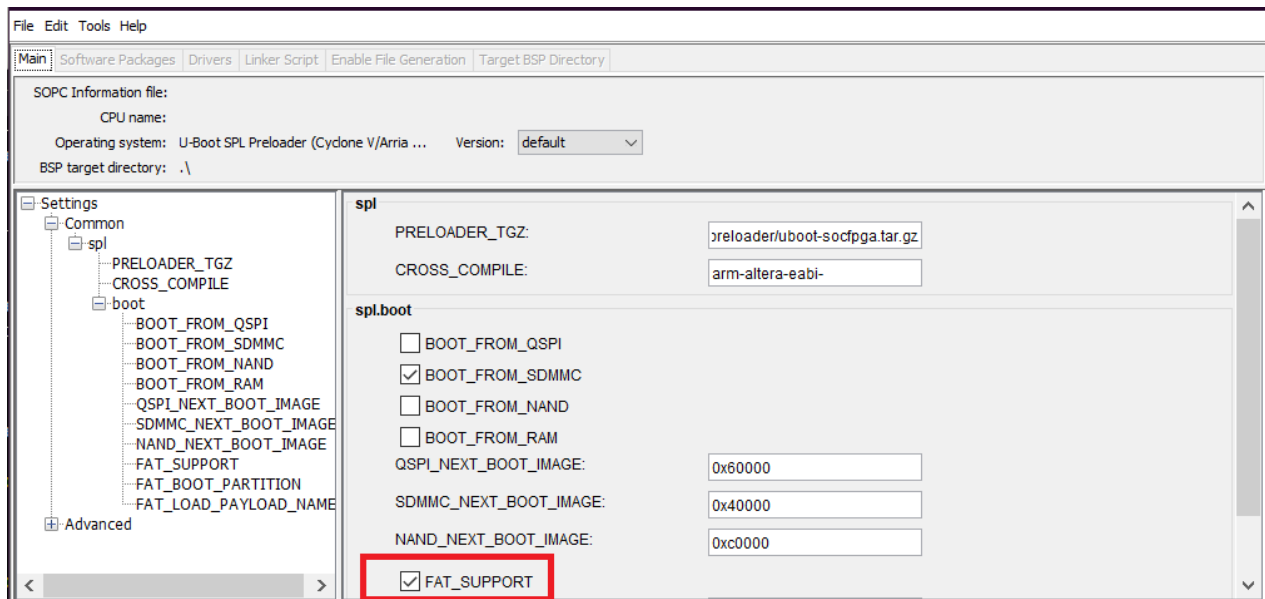 File Edit Tools Help
Main Software Packages Drivers Linker Script Enable File Generation Target BSP Directory
SOPC Information file:
CPU name:
Operating system: U-Boot SPL Preloader (Cyclone V/Arria ... Version: default
BSP target directory: .\
Settings
Common
spl
PRELOADER_TGZ
CROSS_COMPILE
boot
BOOT_FROM_QSPI
BOOT_FROM_SDMMC
BOOT_FROM_NAND
BOOT_FROM_RAM
QSPI_NEXT_BOOT_IMAGE
SDMMC_NEXT_BOOT_IMAGE
NAND_NEXT_BOOT_IMAGE
FAT_SUPPORT
FAT_BOOT_PARTITION
FAT_LOAD_PAYLOAD_NAME
Advanced
spl
PRELOADER_TGZ: preloader/uboot-socfpga.tar.gz
CROSS_COMPILE: arm-altera-eabi-
spl.boot
BOOT_FROM_QSPI
BOOT_FROM_SDMMC
BOOT_FROM_NAND
BOOT_FROM_RAM
QSPI_NEXT_BOOT_IMAGE: 0x60000
SDMMC_NEXT_BOOT_IMAGE: 0x40000
NAND_NEXT_BOOT_IMAGE: 0xc0000
FAT_SUPPORT